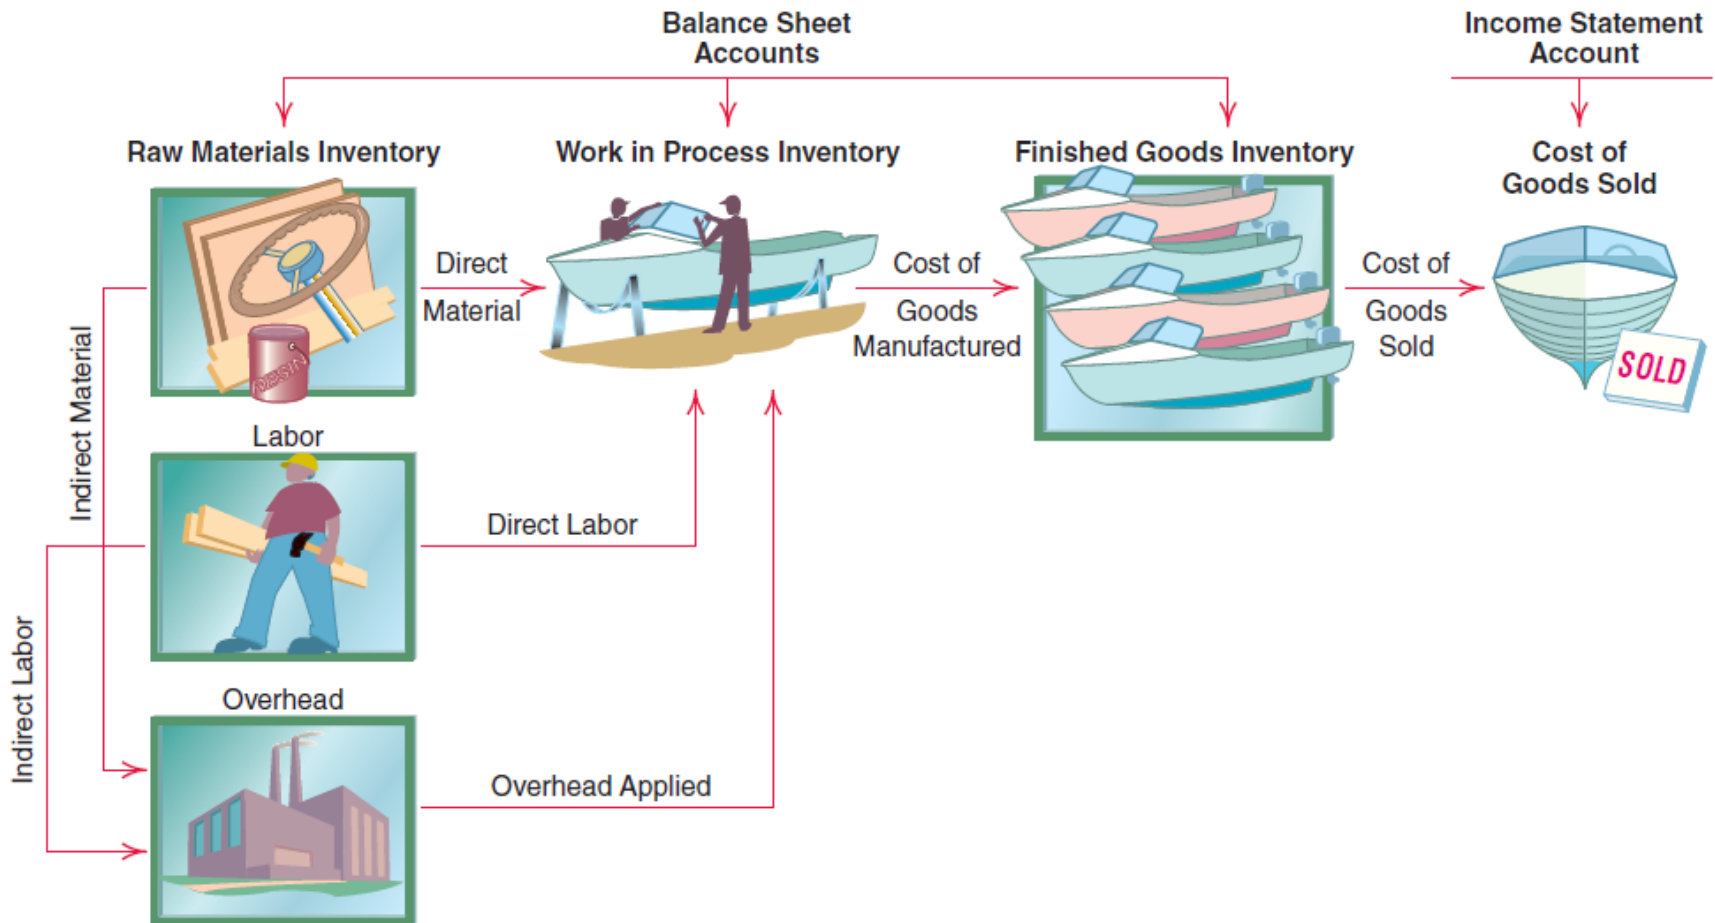 Balance Sheet
Accounts
Income Statement
Account
Raw Materials Inventory
Work in Process Inventory
Finished Goods Inventory
Cost of
Goods Sold
Direct
Material
Cost of
Goods
Manufactured
Cost of
Goods
Sold
SOLD
RESIN
Indirect Material
Labor
Direct Labor
Indirect Labor
Overhead
Overhead Applied